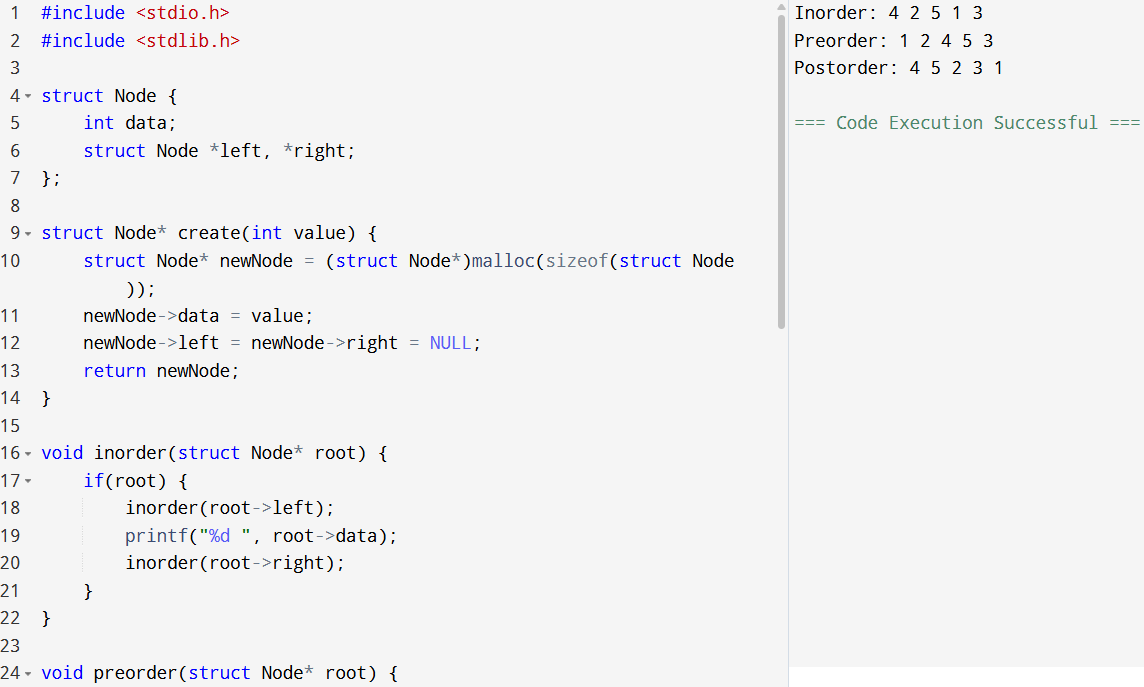 1 #include <stdio.h>
2 #include <stdlib.h>
3
4 struct Node {
5     int data;
6     struct Node *left, *right;
7 };
8
9 struct Node* create(int value) {
10     struct Node* newNode = (struct Node*)malloc(sizeof(struct Node
        ));
11     newNode->data = value;
12     newNode->left = newNode->right = NULL;
13     return newNode;
14 }
15
16 void inorder(struct Node* root) {
17     if(root) {
18         inorder(root->left);
19         printf("%d ", root->data);
20         inorder(root->right);
21     }
22 }
23
24 void preorder(struct Node* root) {
Inorder: 4 2 5 1 3
Preorder: 1 2 4 5 3
Postorder: 4 5 2 3 1
=== Code Execution Successful ===